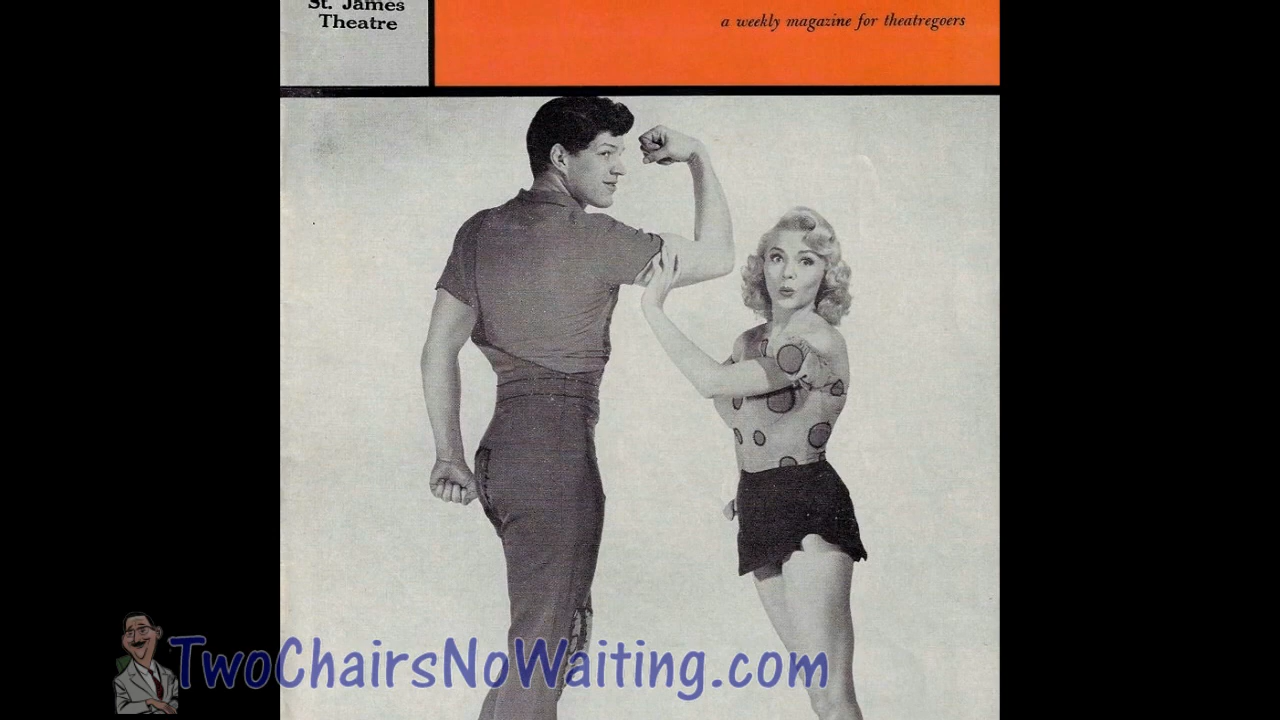 St. James
Theatre
a weekly magazine for theatregoers
TwoChairsNoWaiting.com